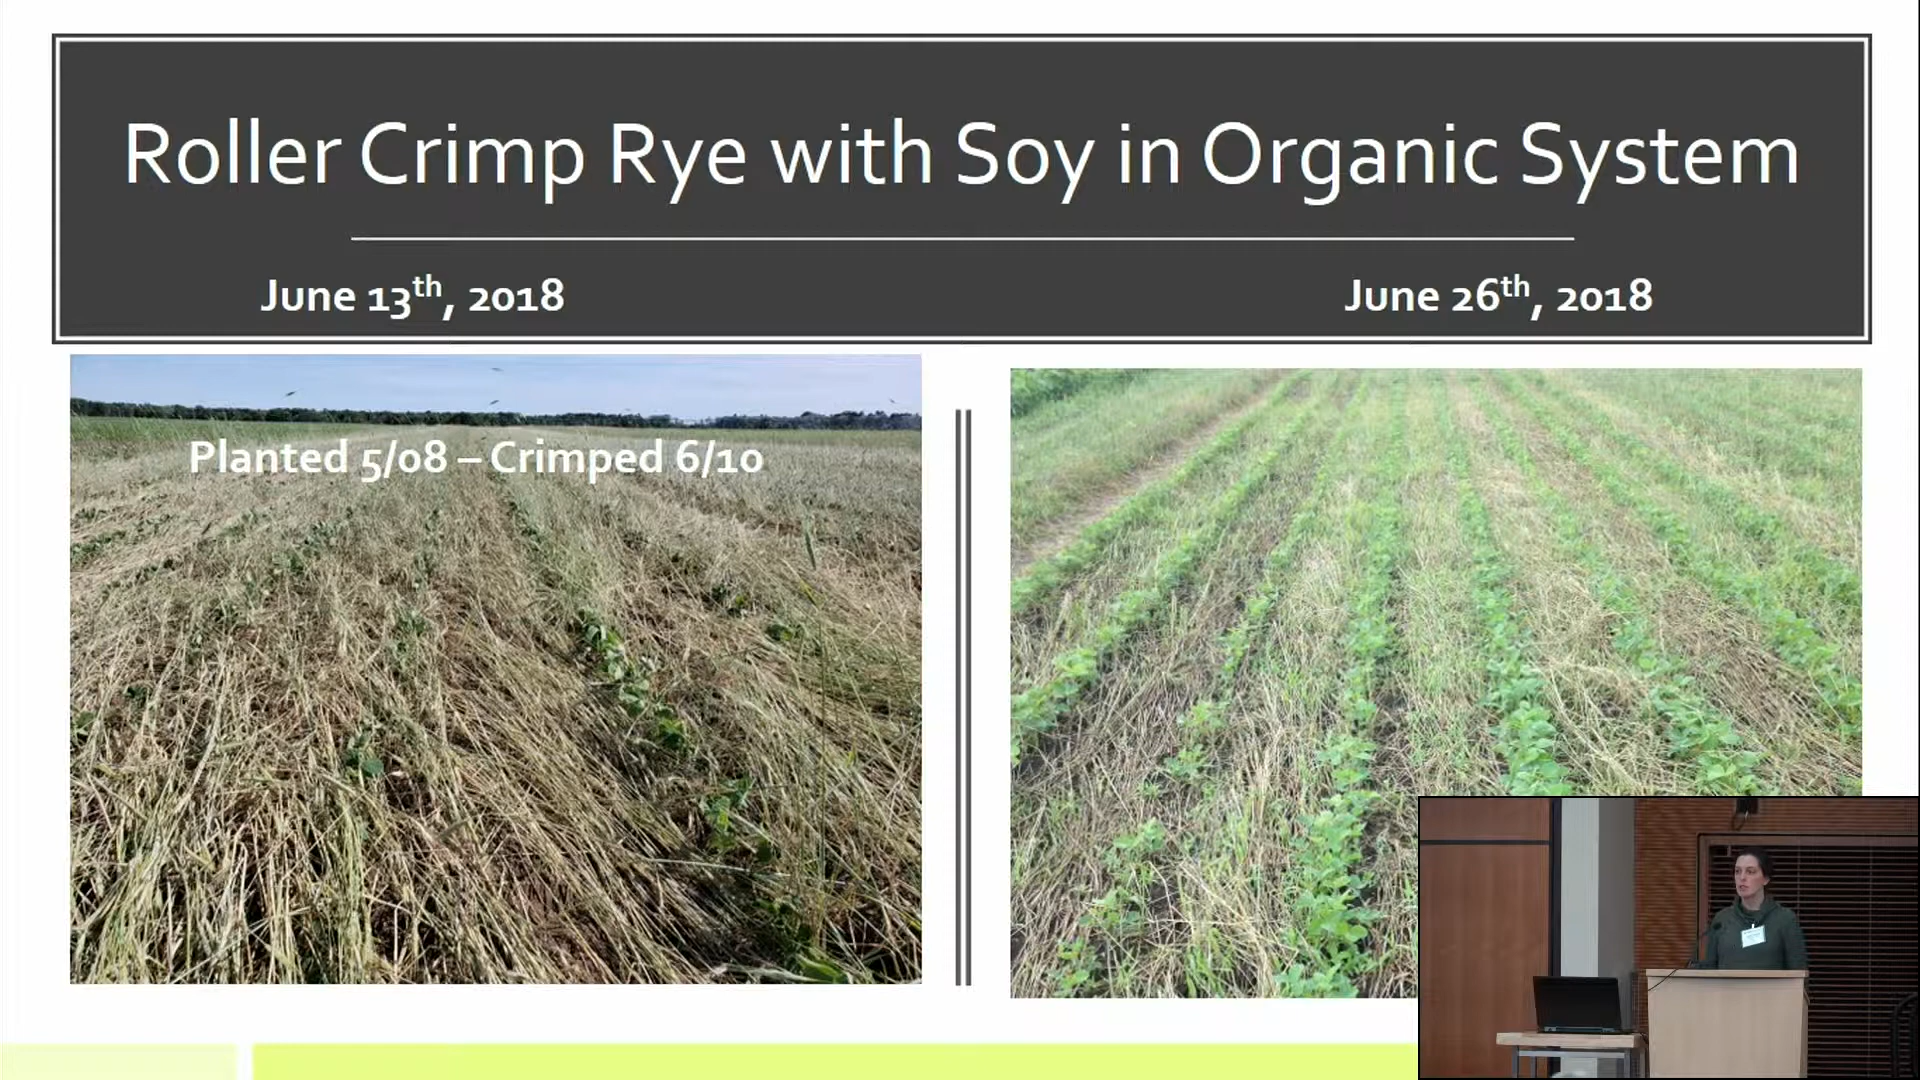 Roller Crimp Rye with Soy in Organic System
June 13th, 2018
June 26th, 2018
Planted 5/08 – Crimped 6/10